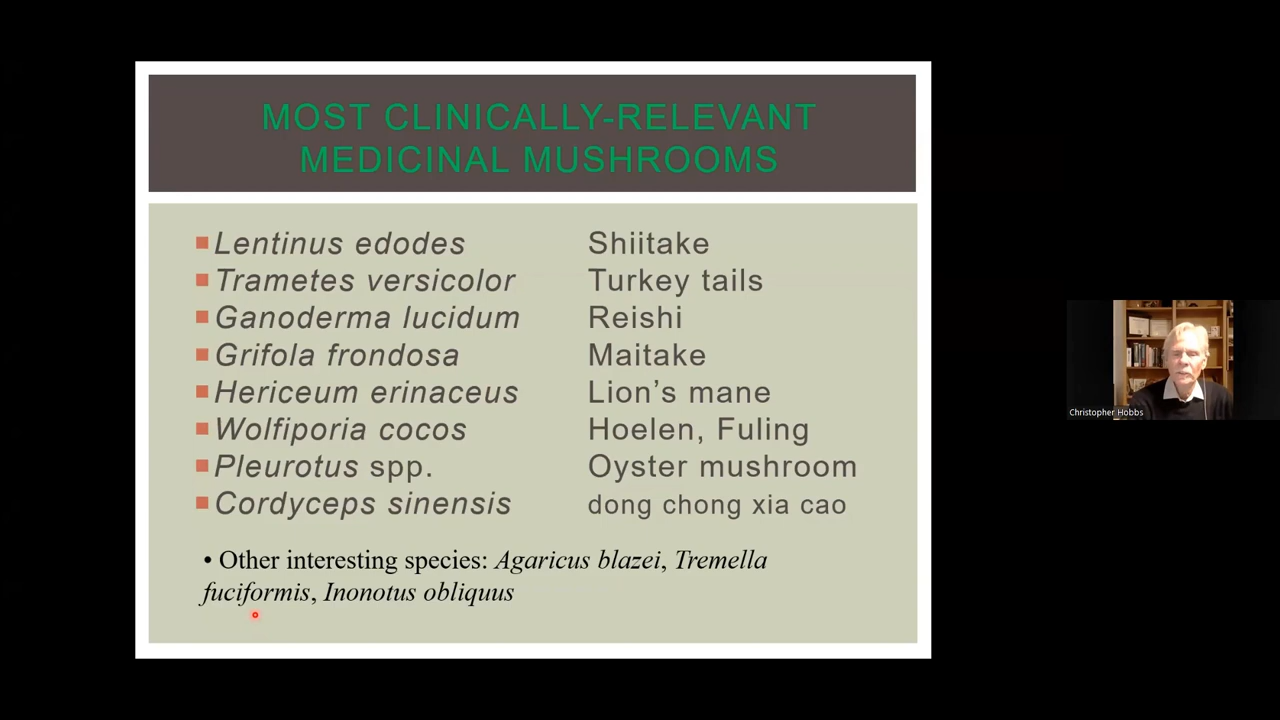 MOST CLINICALLY-RELEVANT
MEDICINAL MUSHROOMS
Lentinus edodes Shiitake
Trametes versicolor Turkey tails
Ganoderma lucidum Reishi
Grifola frondosa Maitake
Hericeum erinaceus Lion's mane
Wolfiporia cocos Hoelen, Fuling
Pleurotus spp. Oyster mushroom
Cordyceps sinensis dong chong xia cao
• Other interesting species: Agaricus blazei, Tremella
fuciformis, Inonotus obliquus
Christopher Hobbs